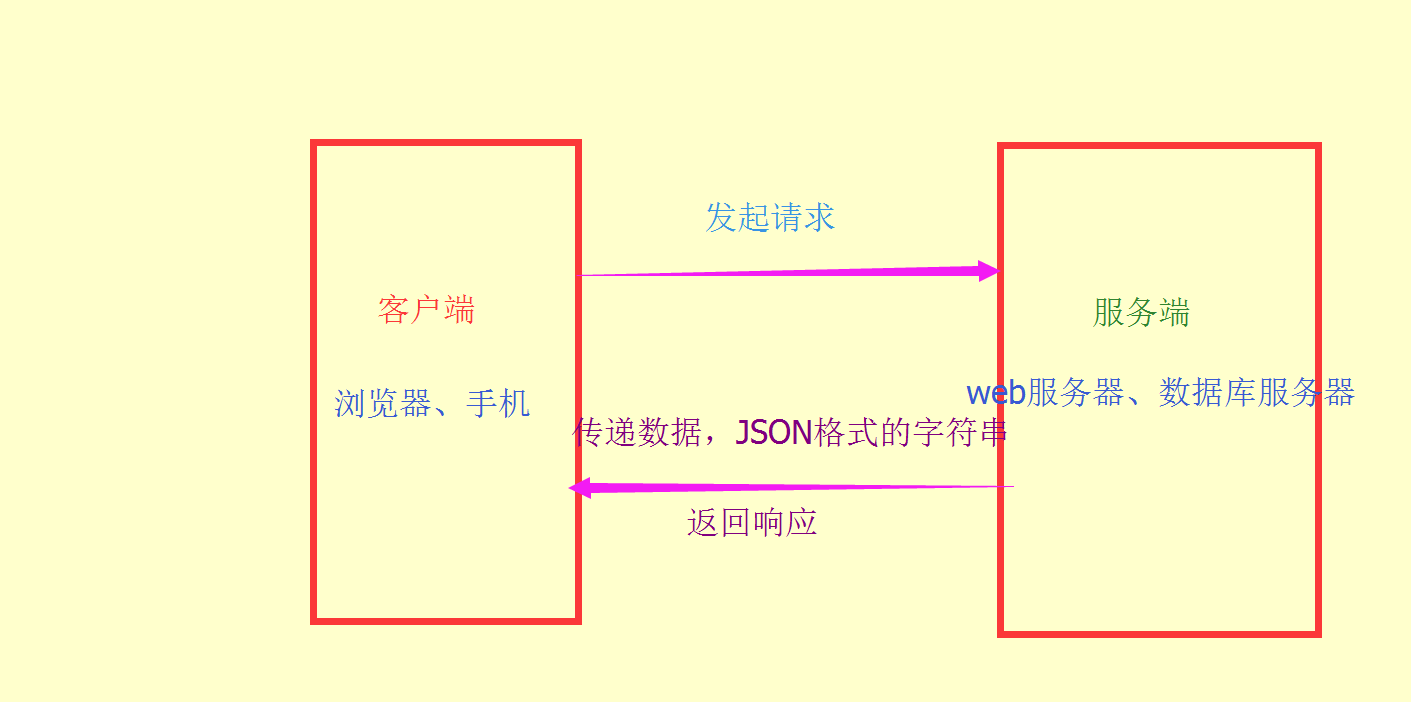 发起请求
客户端
服务端
浏览器、手机
web服务器、数据库服务器
传递数据，JSON格式的字符串
返回响应